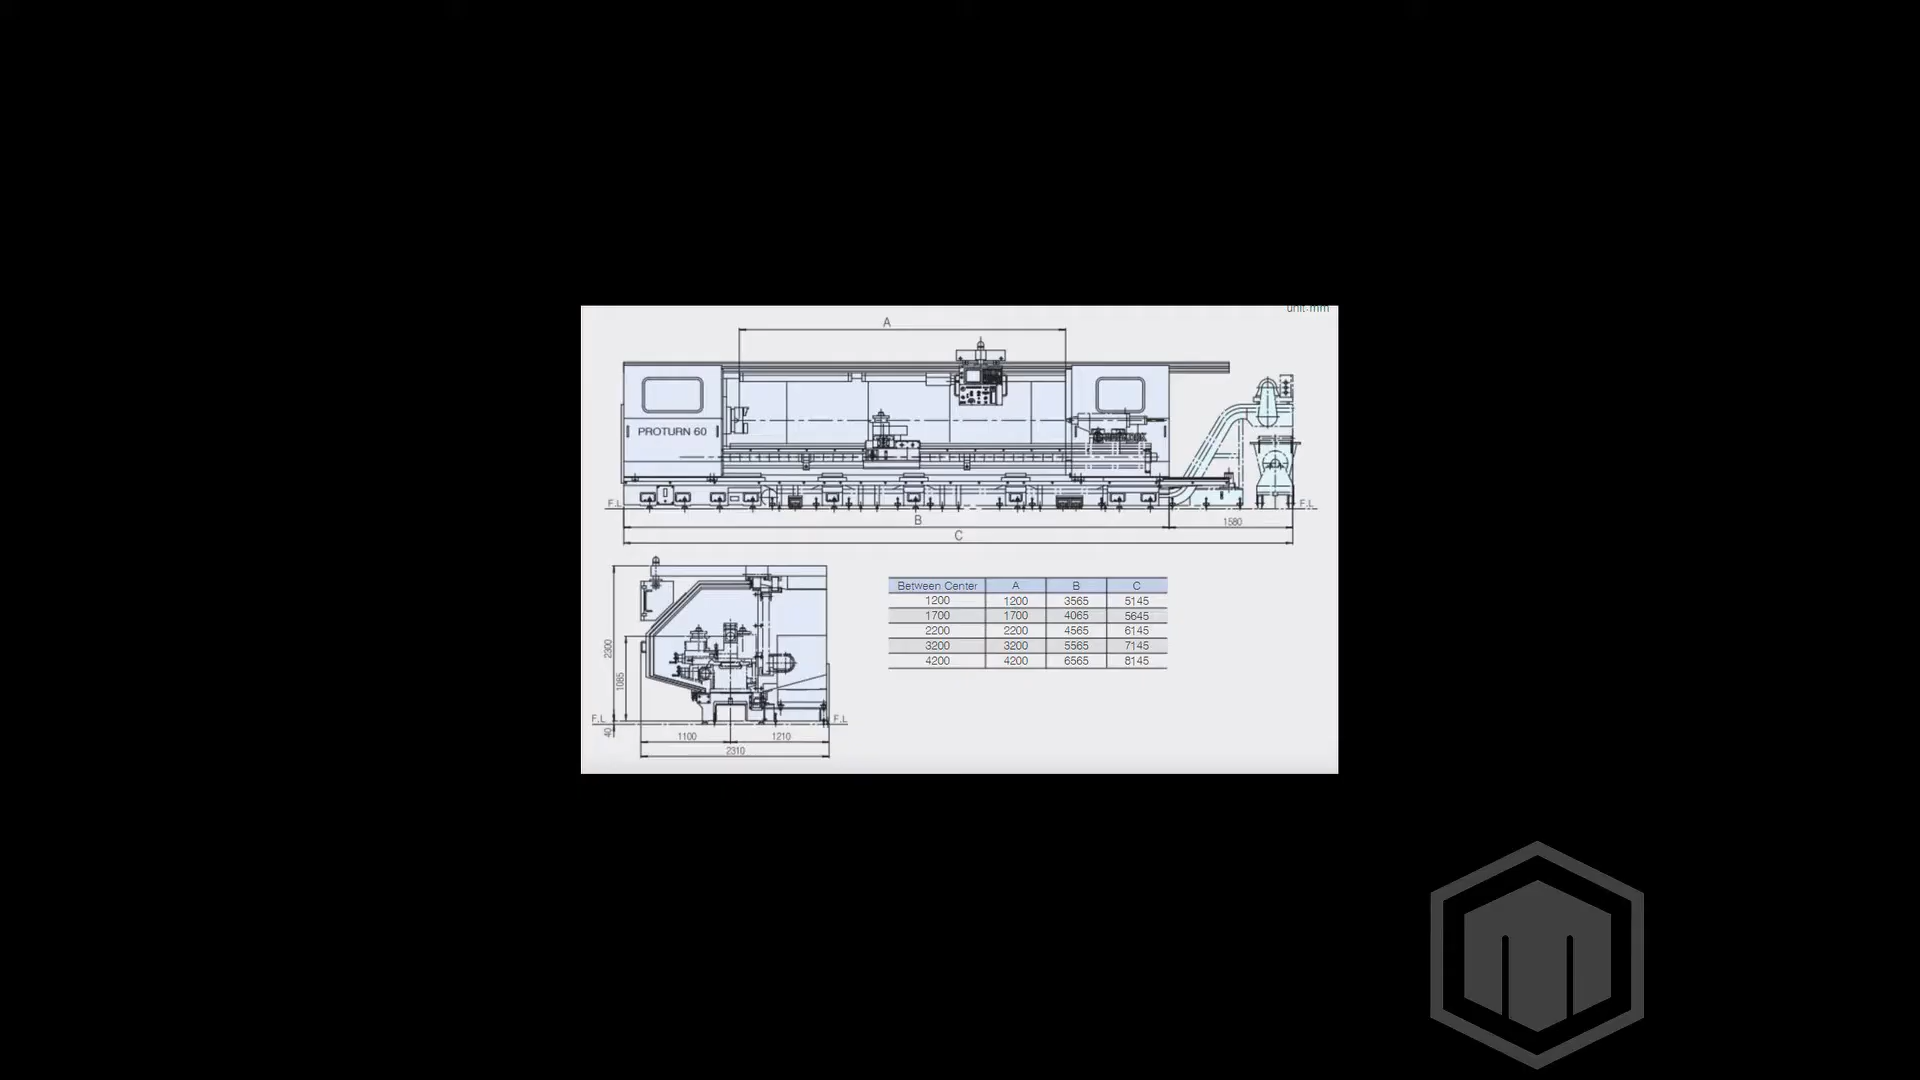 unit:mm
A
PROTURN 60
F.L
F.L
B
1580
C
2300
1085
F.L
F.L
40
1100
1210
2310
Between Center A B C
1200 1200 3565 5145
1700 1700 4065 5645
2200 2200 4565 6145
3200 3200 5565 7145
4200 4200 6565 8145